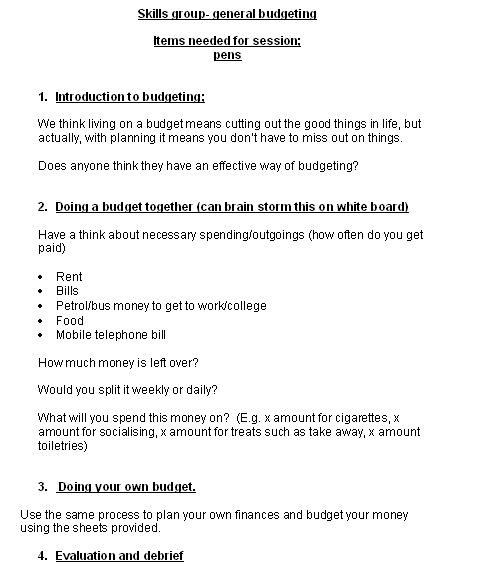 Skills group- general budgeting
Items needed for session;
pens
1. Introduction to budgeting;
We think living on a budget means cutting out the good things in life, but
actually, with planning it means you don't have to miss out on things.
Does anyone think they have an effective way of budgeting?
2. Doing a budget together (can brain storm this on white board)
Have a think about necessary spending/outgoings (how often do you get
paid)
• Rent
• Bills
• Petrol/bus money to get to work/college
• Food
• Mobile telephone bill
How much money is left over?
Would you split it weekly or daily?
What will you spend this money on? (E.g. x amount for cigarettes, x
amount for socialising, x amount for treats such as take away, x amount
toiletries)
3. Doing your own budget.
Use the same process to plan your own finances and budget your money
using the sheets provided.
4. Evaluation and debrief